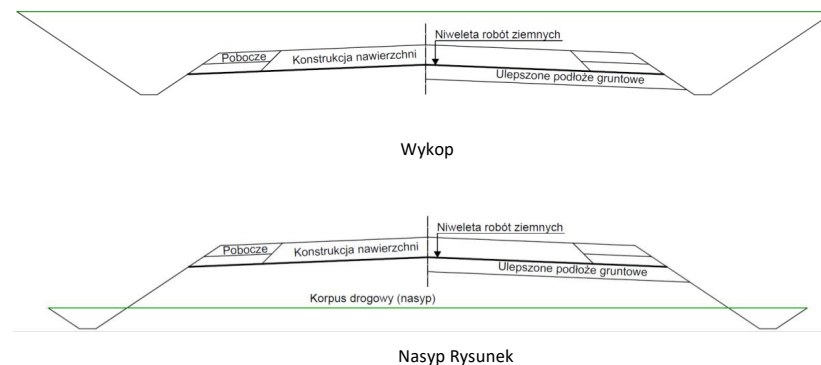 Niweleta robót ziemnych
Pobocze
Konstrukcja nawierzchni
Ulepszone podłoże gruntowe
Wykop
Niweleta robót ziemnych
Pobocze
Konstrukcja nawierzchni
Ulepszone podłoże gruntowe
Korpus drogowy (nasyp)
Nasyp Rysunek